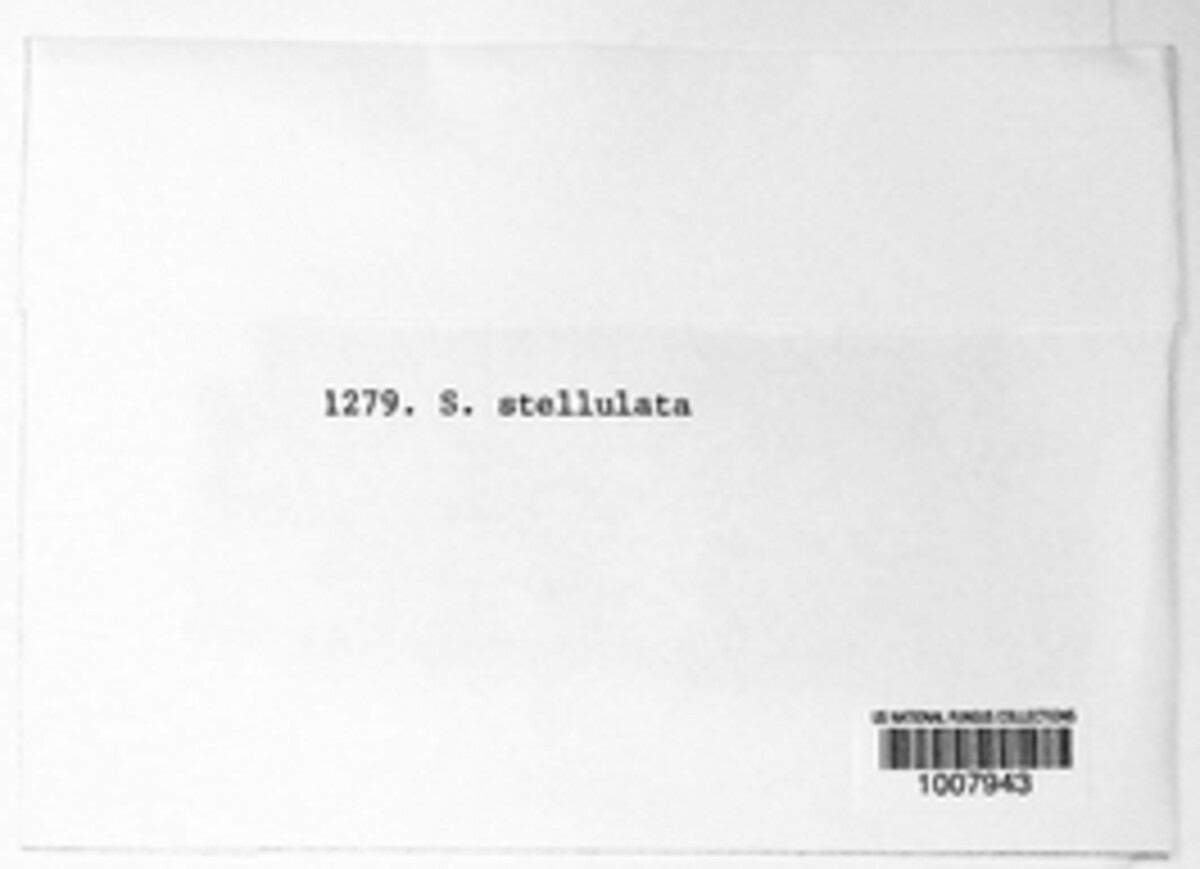 1279. S. stellulata
US NATIONAL FUNGUS COLLECTIONS
1007943